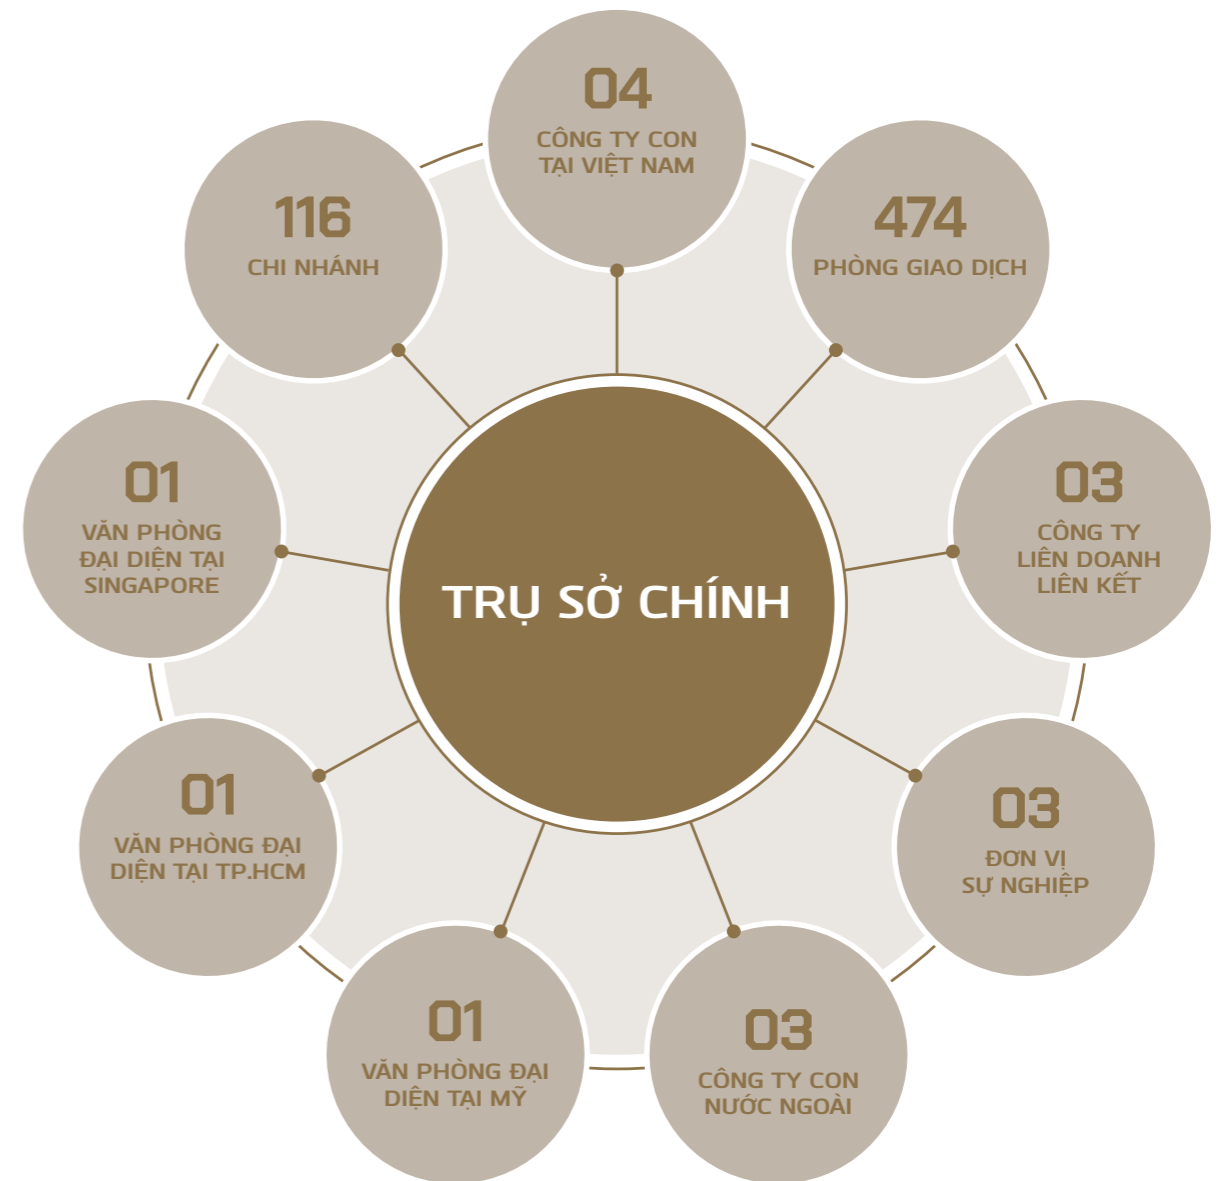 04
CÔNG TY CON
TẠI VIỆT NAM
474
PHÒNG GIAO DỊCH
03
CÔNG TY
LIÊN DOANH
LIÊN KẾT
03
ĐƠN VỊ
SỰ NGHIỆP
03
CÔNG TY CON
NƯỚC NGOÀI
01
VĂN PHÒNG ĐẠI
DIỆN TẠI MỸ
01
VĂN PHÒNG ĐẠI
DIỆN TẠI TP.HCM
01
VĂN PHÒNG
ĐẠI DIỆN TẠI
SINGAPORE
116
CHI NHÁNH
TRỤ SỞ CHÍNH